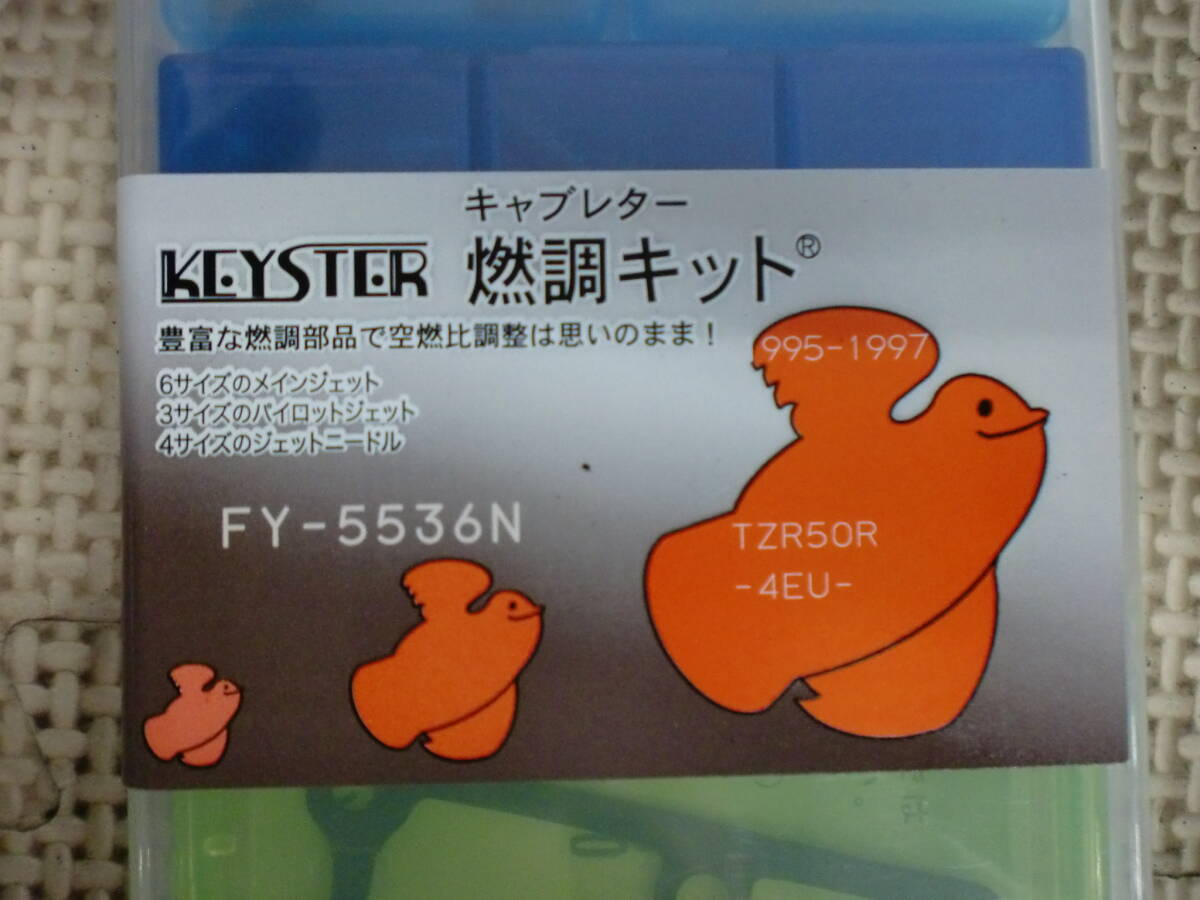 キャブレター
KEYSTER 燃調キット®
豊富な燃調部品で空燃比調整は思いのまま!
6サイズのメインジェット
3サイズのパイロットジェット
4サイズのジェットニードル
995-1997
FY-5536N
TZR50R
-4EU-